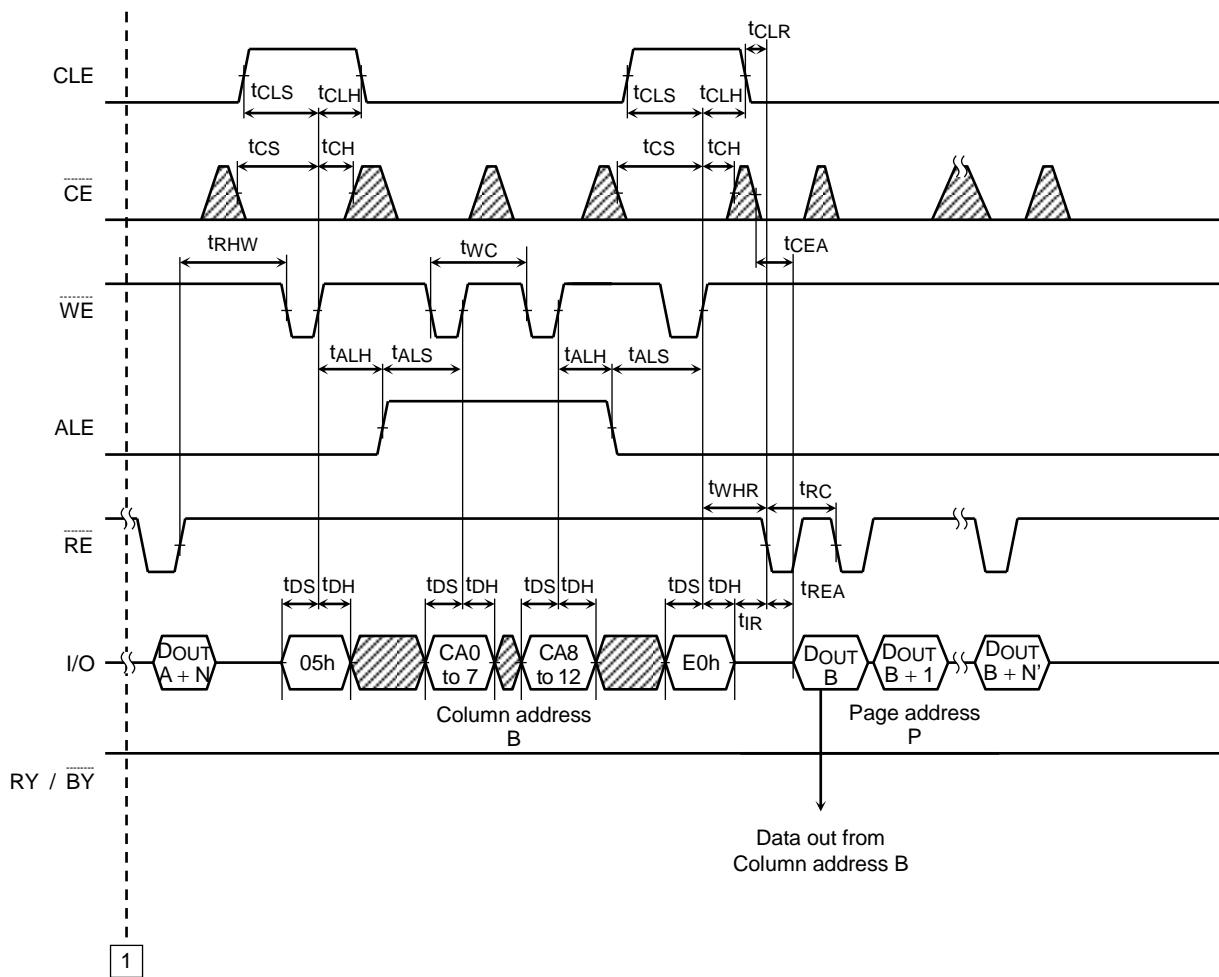 tCLR
CLE
tCLS tCLH tCLS tCLH
tCS tCH tCS tCH
CE
tRHW tWC tCEA
WE
tALH tALS tALH tALS
ALE
tWHR tRC
RE
tDS tDH tDS tDH tDS tDH tDS tDH tREA
tIR
I/O
DOUT
A + N
05h
CA0
to 7
CA8
to 12
E0h
DOUT
B
DOUT
B + 1
DOUT
B + N’
Column address
B
Page address
P
RY / BY
Data out from
Column address B
1